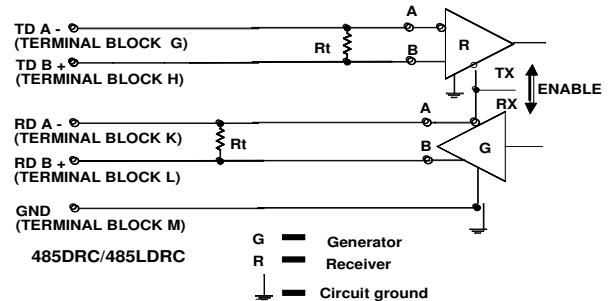 TD A -
(TERMINAL BLOCK G)
A
Rt
R
TD B +
(TERMINAL BLOCK H)
B
TX
ENABLE
RX
RD A -
(TERMINAL BLOCK K)
A
Rt
G
RD B +
(TERMINAL BLOCK L)
B
GND
(TERMINAL BLOCK M)
485DRC/485LDRC
G Generator
R Receiver
Circuit ground